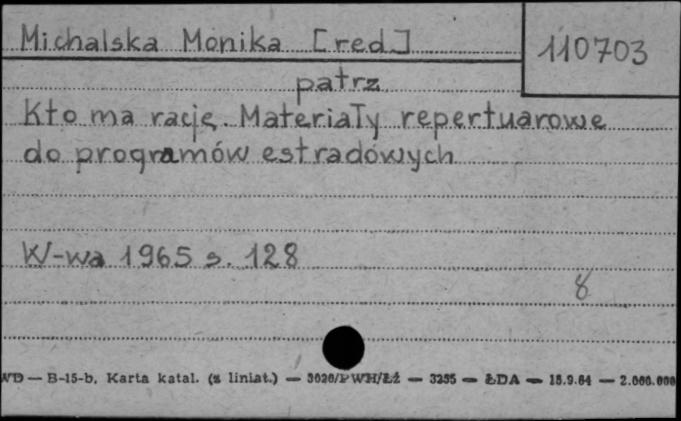 Michalska Monika [red]
110703
patrz
Kto ma rację. Materiały repertuarowe
do programów estradowych
W-wa 1965 s. 128
8
WD — B-15-b. Karta katal. (z liniat.) — 3020/PWH/ŁŻ — 3255 — ŁDA — 15.9.64 — 2.000.000